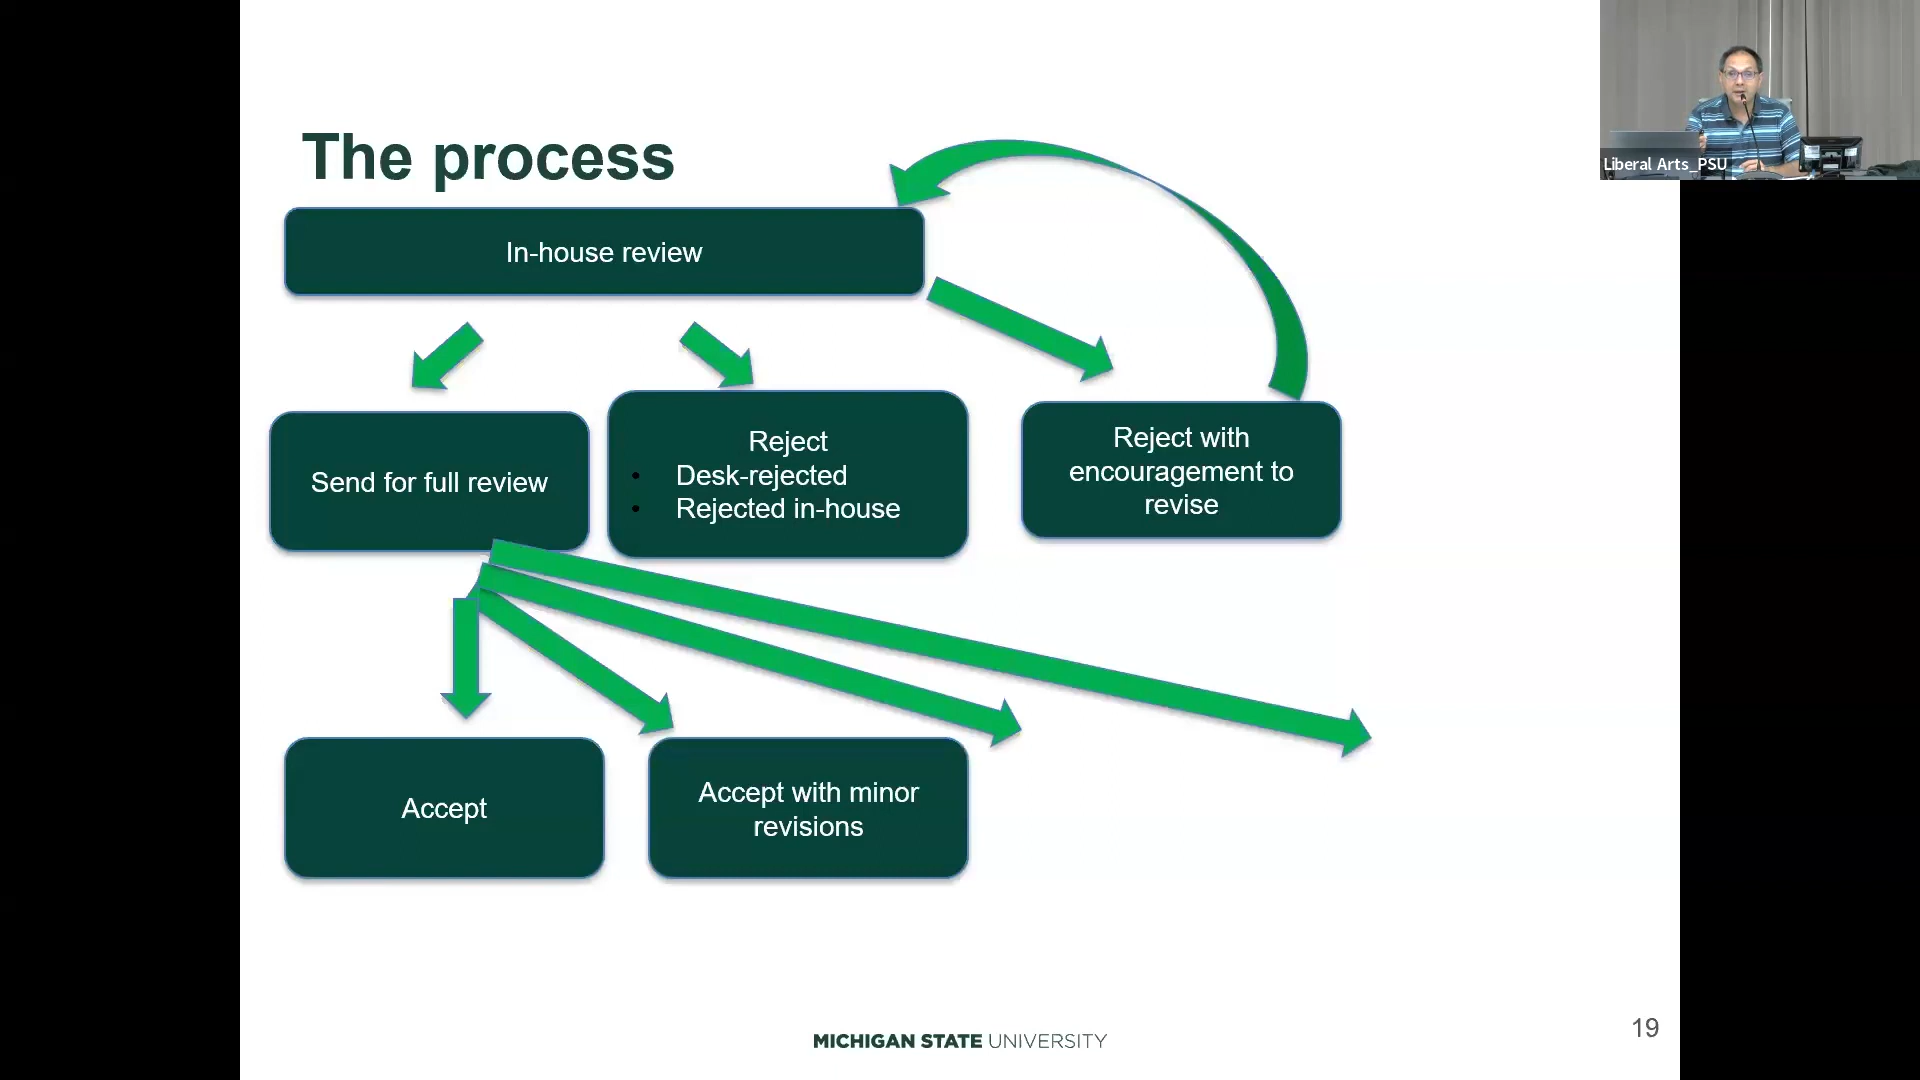 Liberal Arts_PSU
The process
In-house review
Send for full review
Reject
• Desk-rejected
• Rejected in-house
Reject with
encouragement to
revise
Accept
Accept with minor
revisions
MICHIGAN STATE UNIVERSITY
19